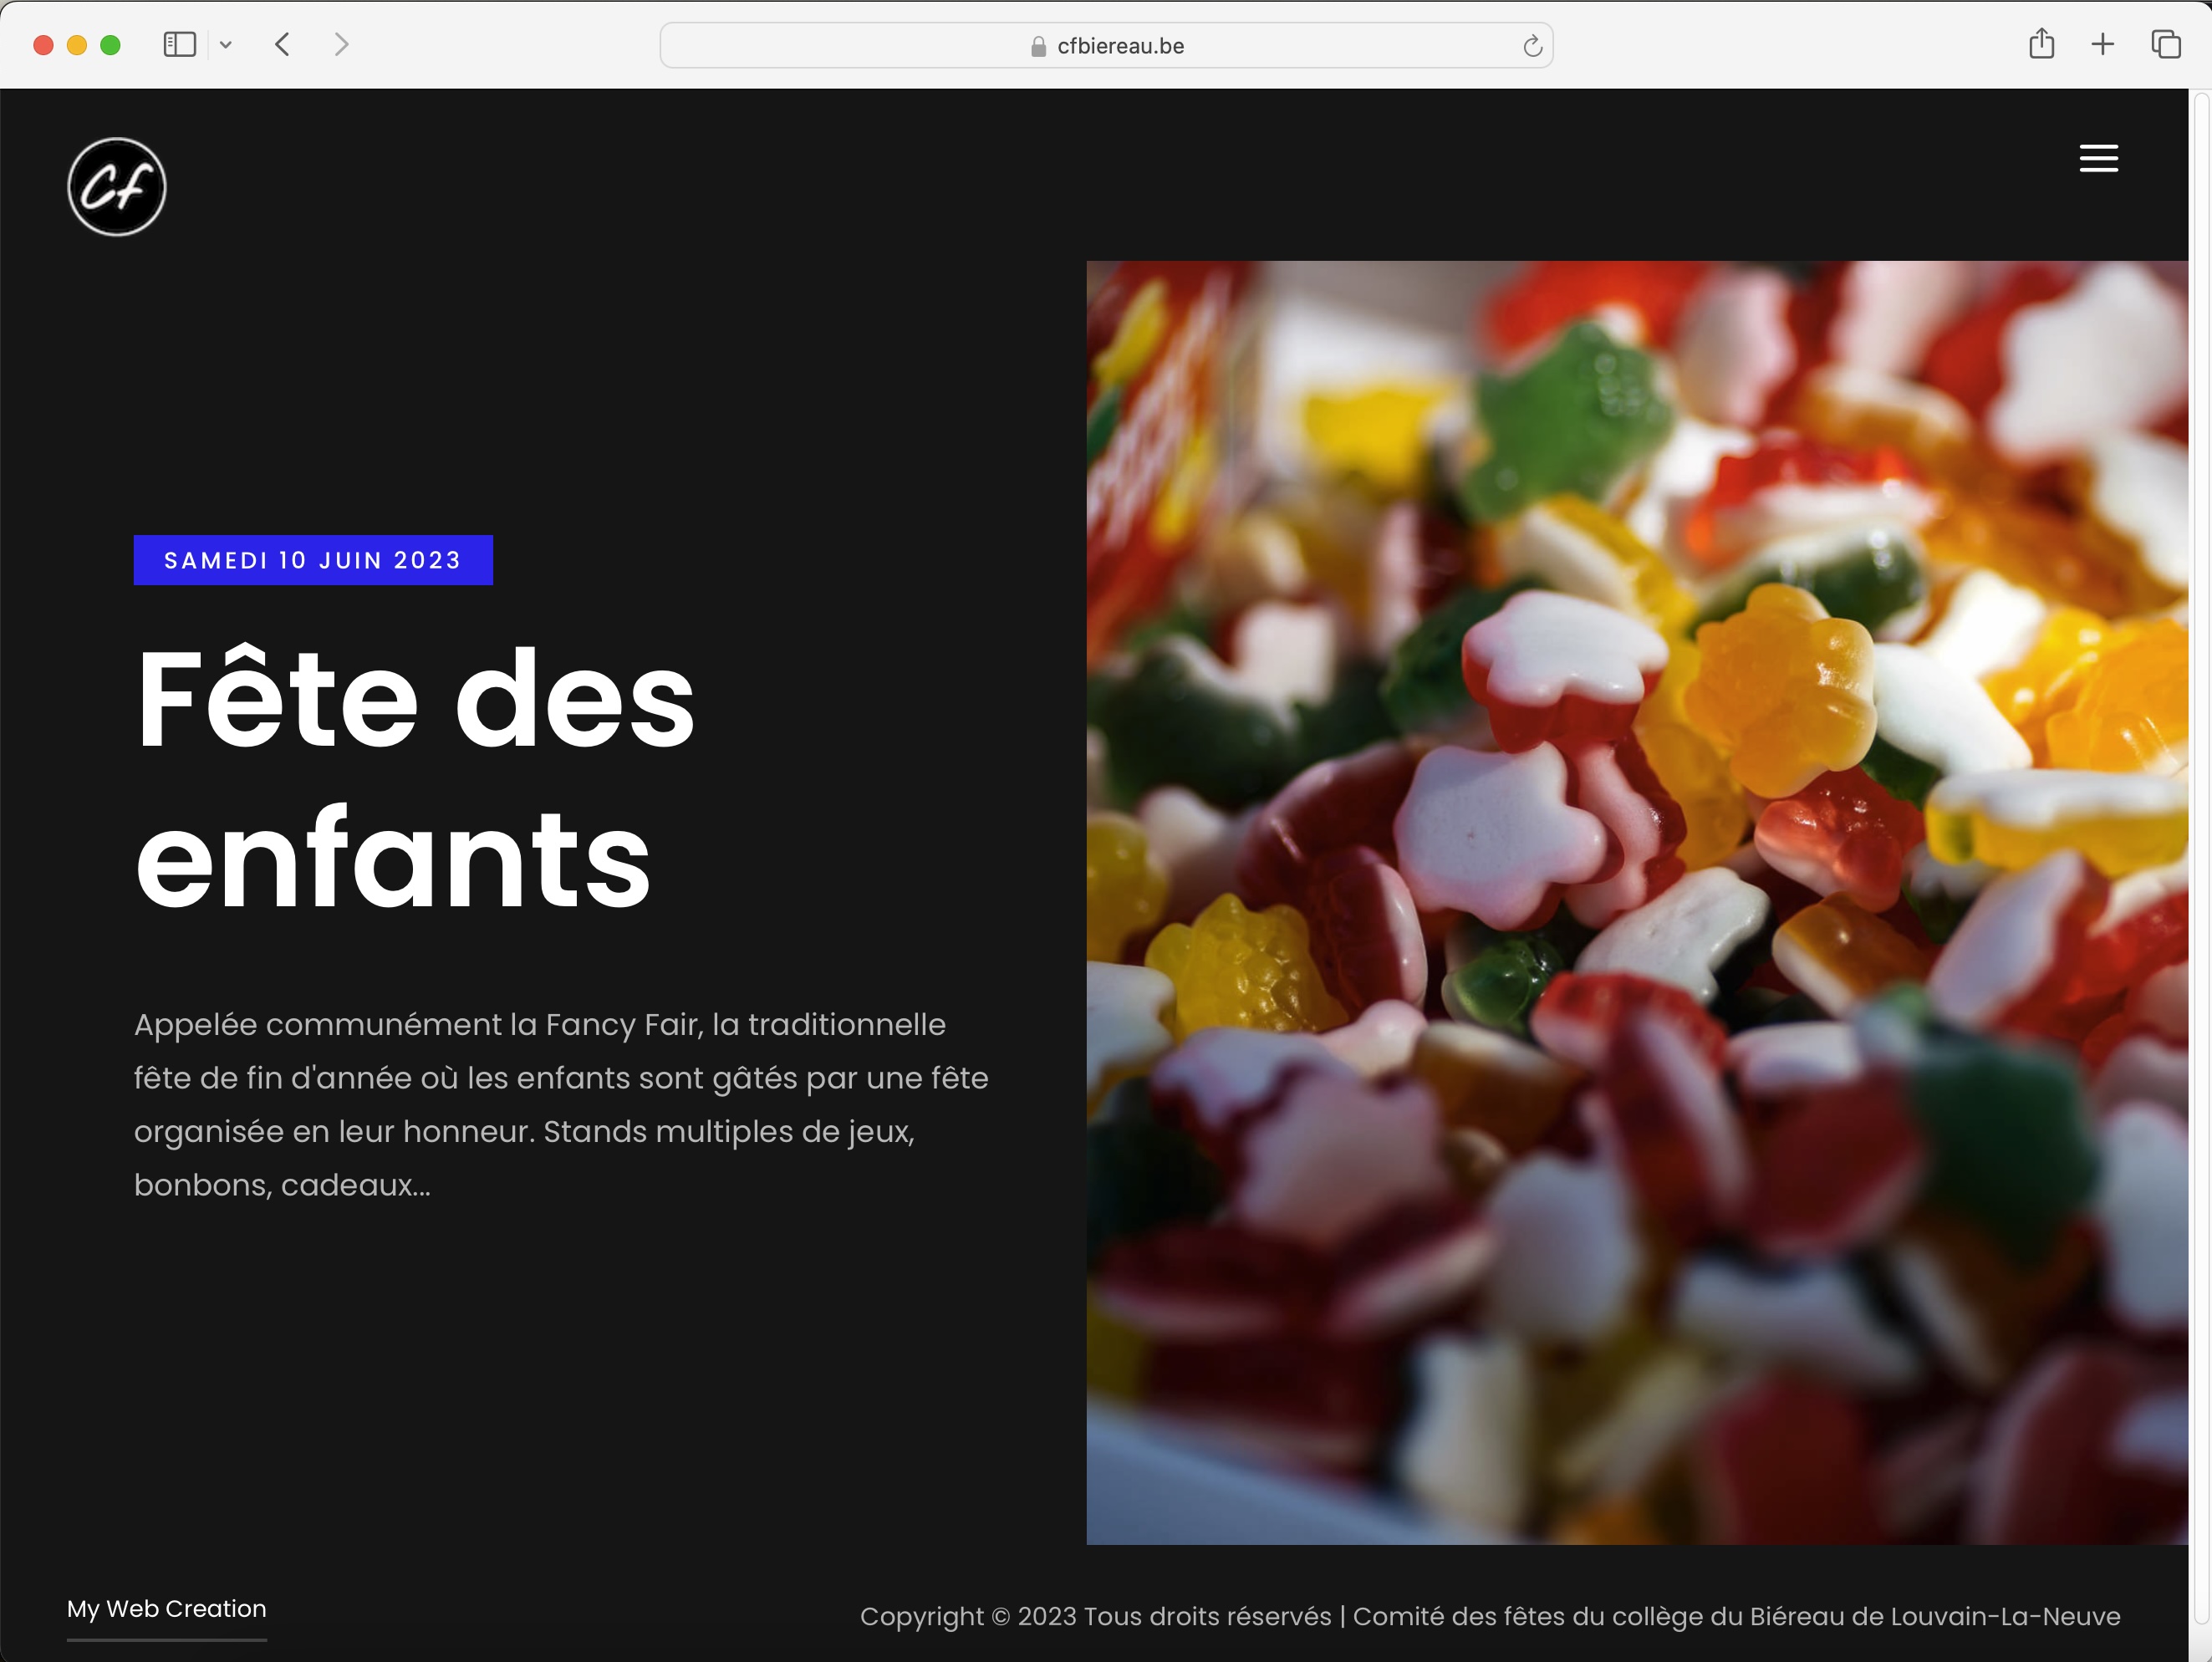 cfbiereau.be
Cf
SAMEDI 10 JUIN 2023
Fête des
enfants
Appelée communément la Fancy Fair, la traditionnelle
fête de fin d'année où les enfants sont gâtés par une fête
organisée en leur honneur. Stands multiples de jeux,
bonbons, cadeaux...
My Web Creation
Copyright © 2023 Tous droits réservés | Comité des fêtes du collège du Biéreau de Louvain-La-Neuve